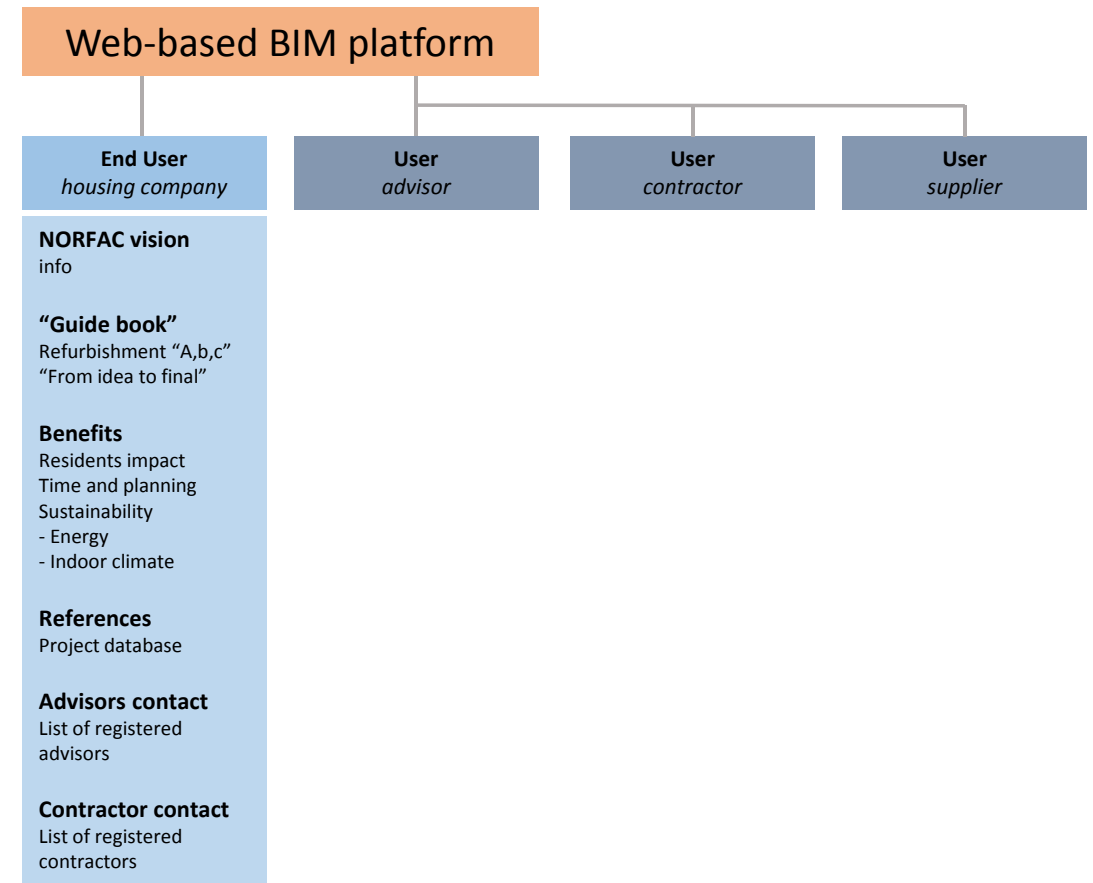 Web-based BIM platform
End User
housing company
User
advisor
User
contractor
User
supplier
NORFAC vision
info
“Guide book”
Refurbishment “A,b,c”
“From idea to final”
Benefits
Residents impact
Time and planning
Sustainability
- Energy
- Indoor climate
References
Project database
Advisors contact
List of registered
advisors
Contractor contact
List of registered
contractors